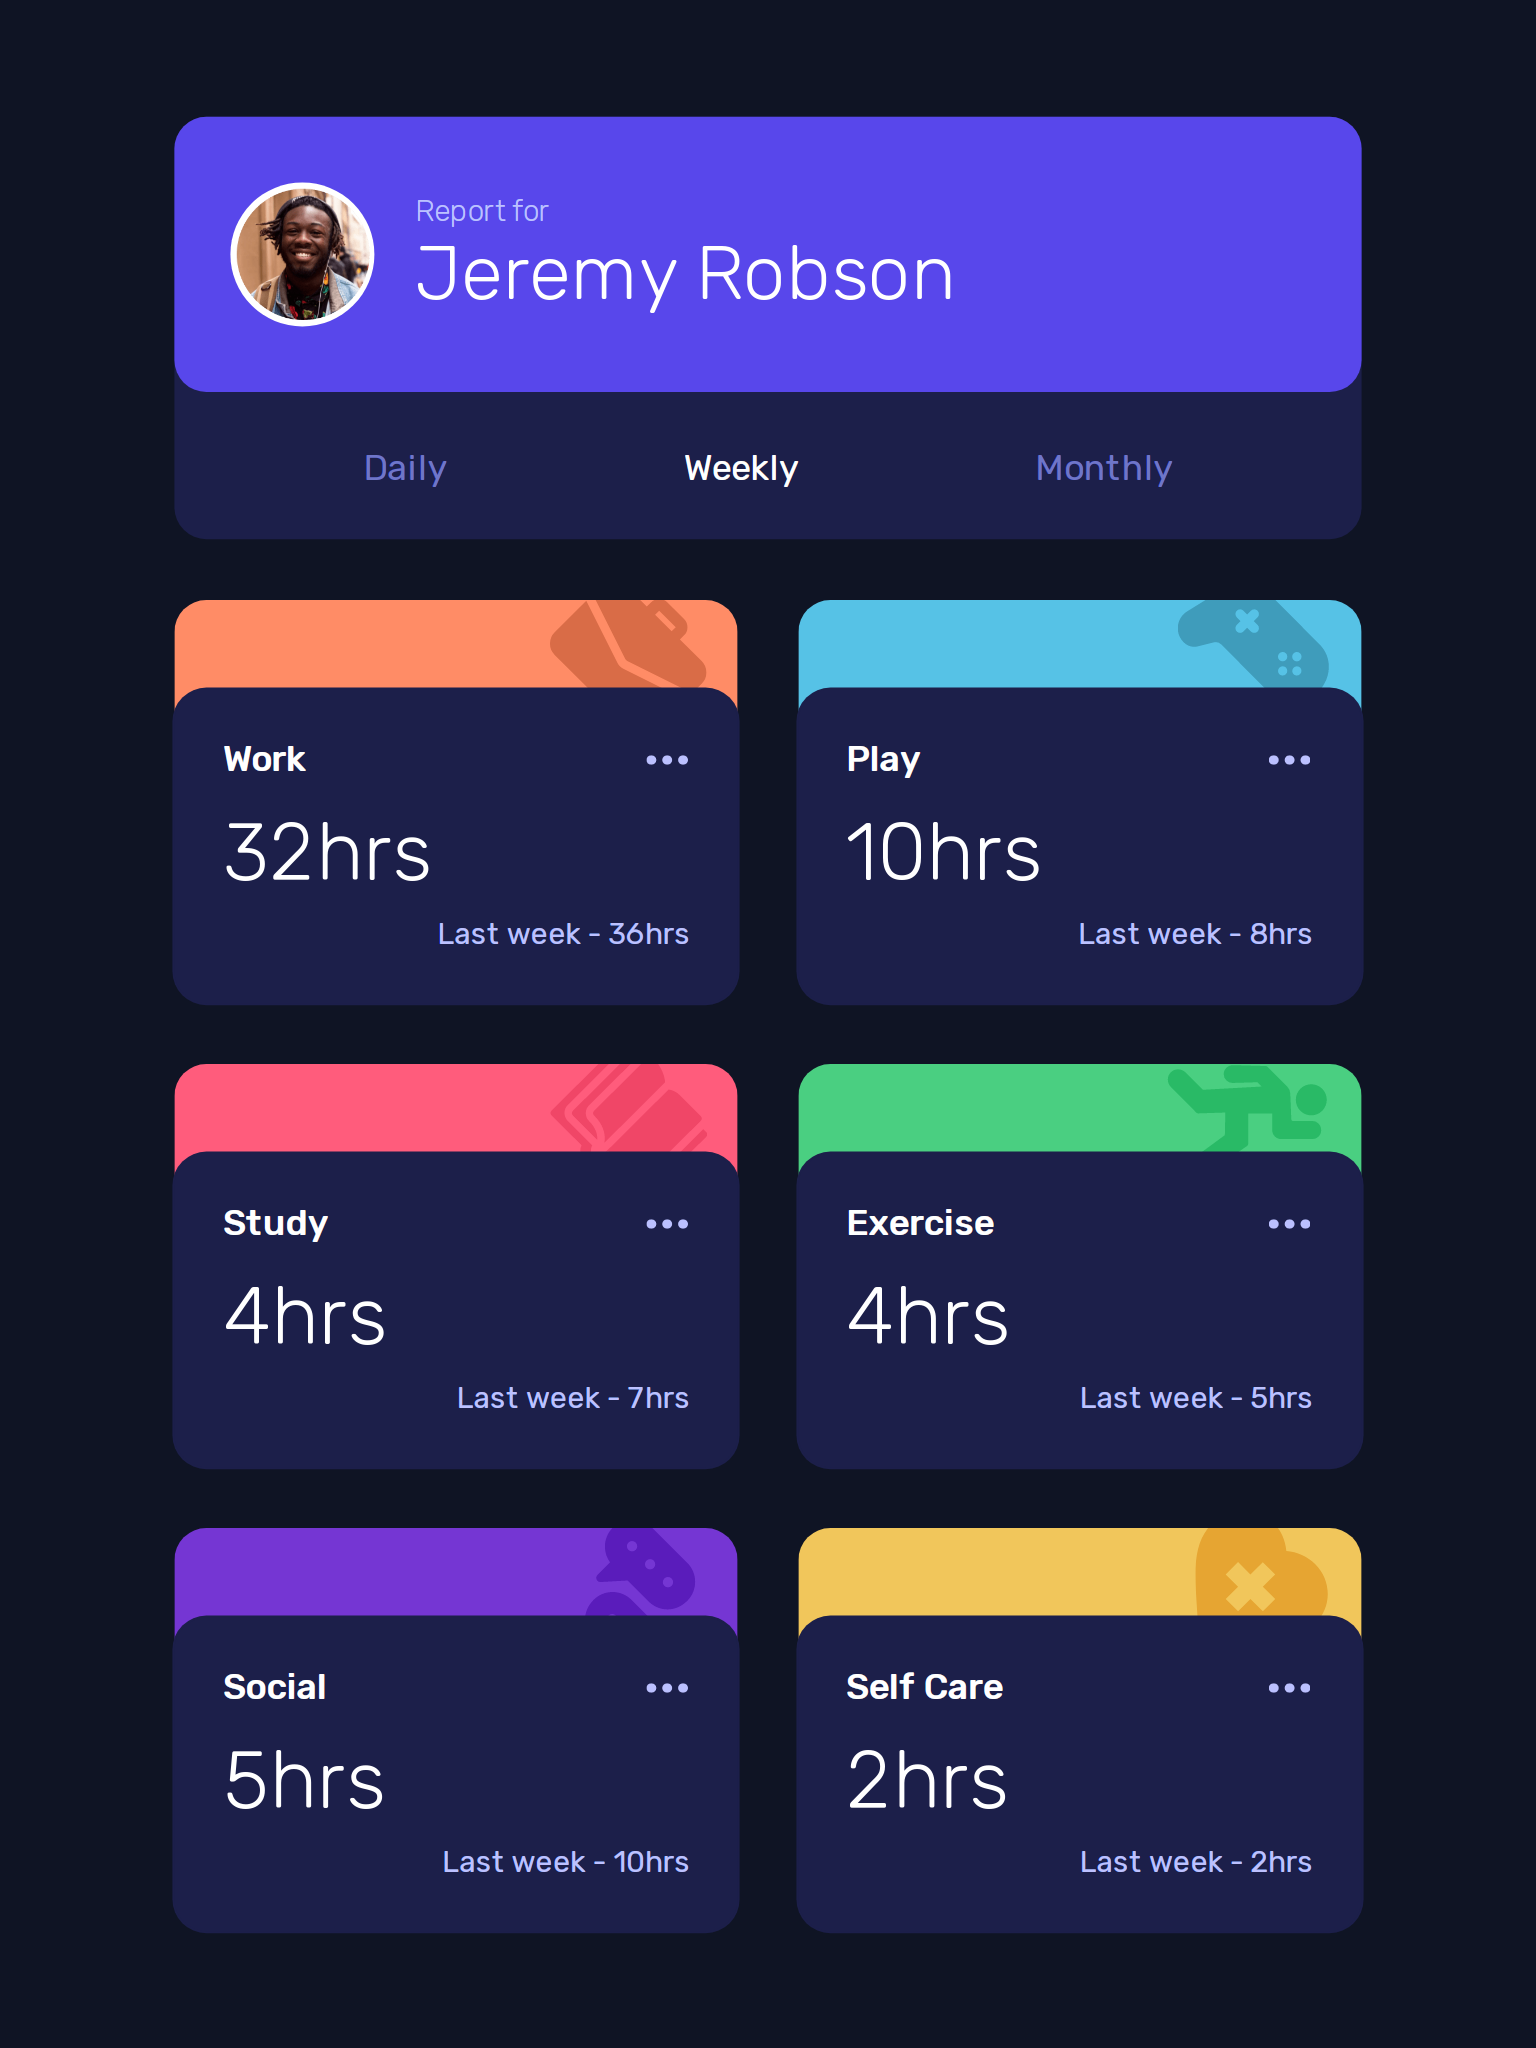 Report for
Jeremy Robson
Daily
Weekly
Monthly
Work
32hrs
Last week - 36hrs
Play
10hrs
Last week - 8hrs
Study
4hrs
Last week - 7hrs
Exercise
4hrs
Last week - 5hrs
Social
5hrs
Last week - 10hrs
Self Care
2hrs
Last week - 2hrs